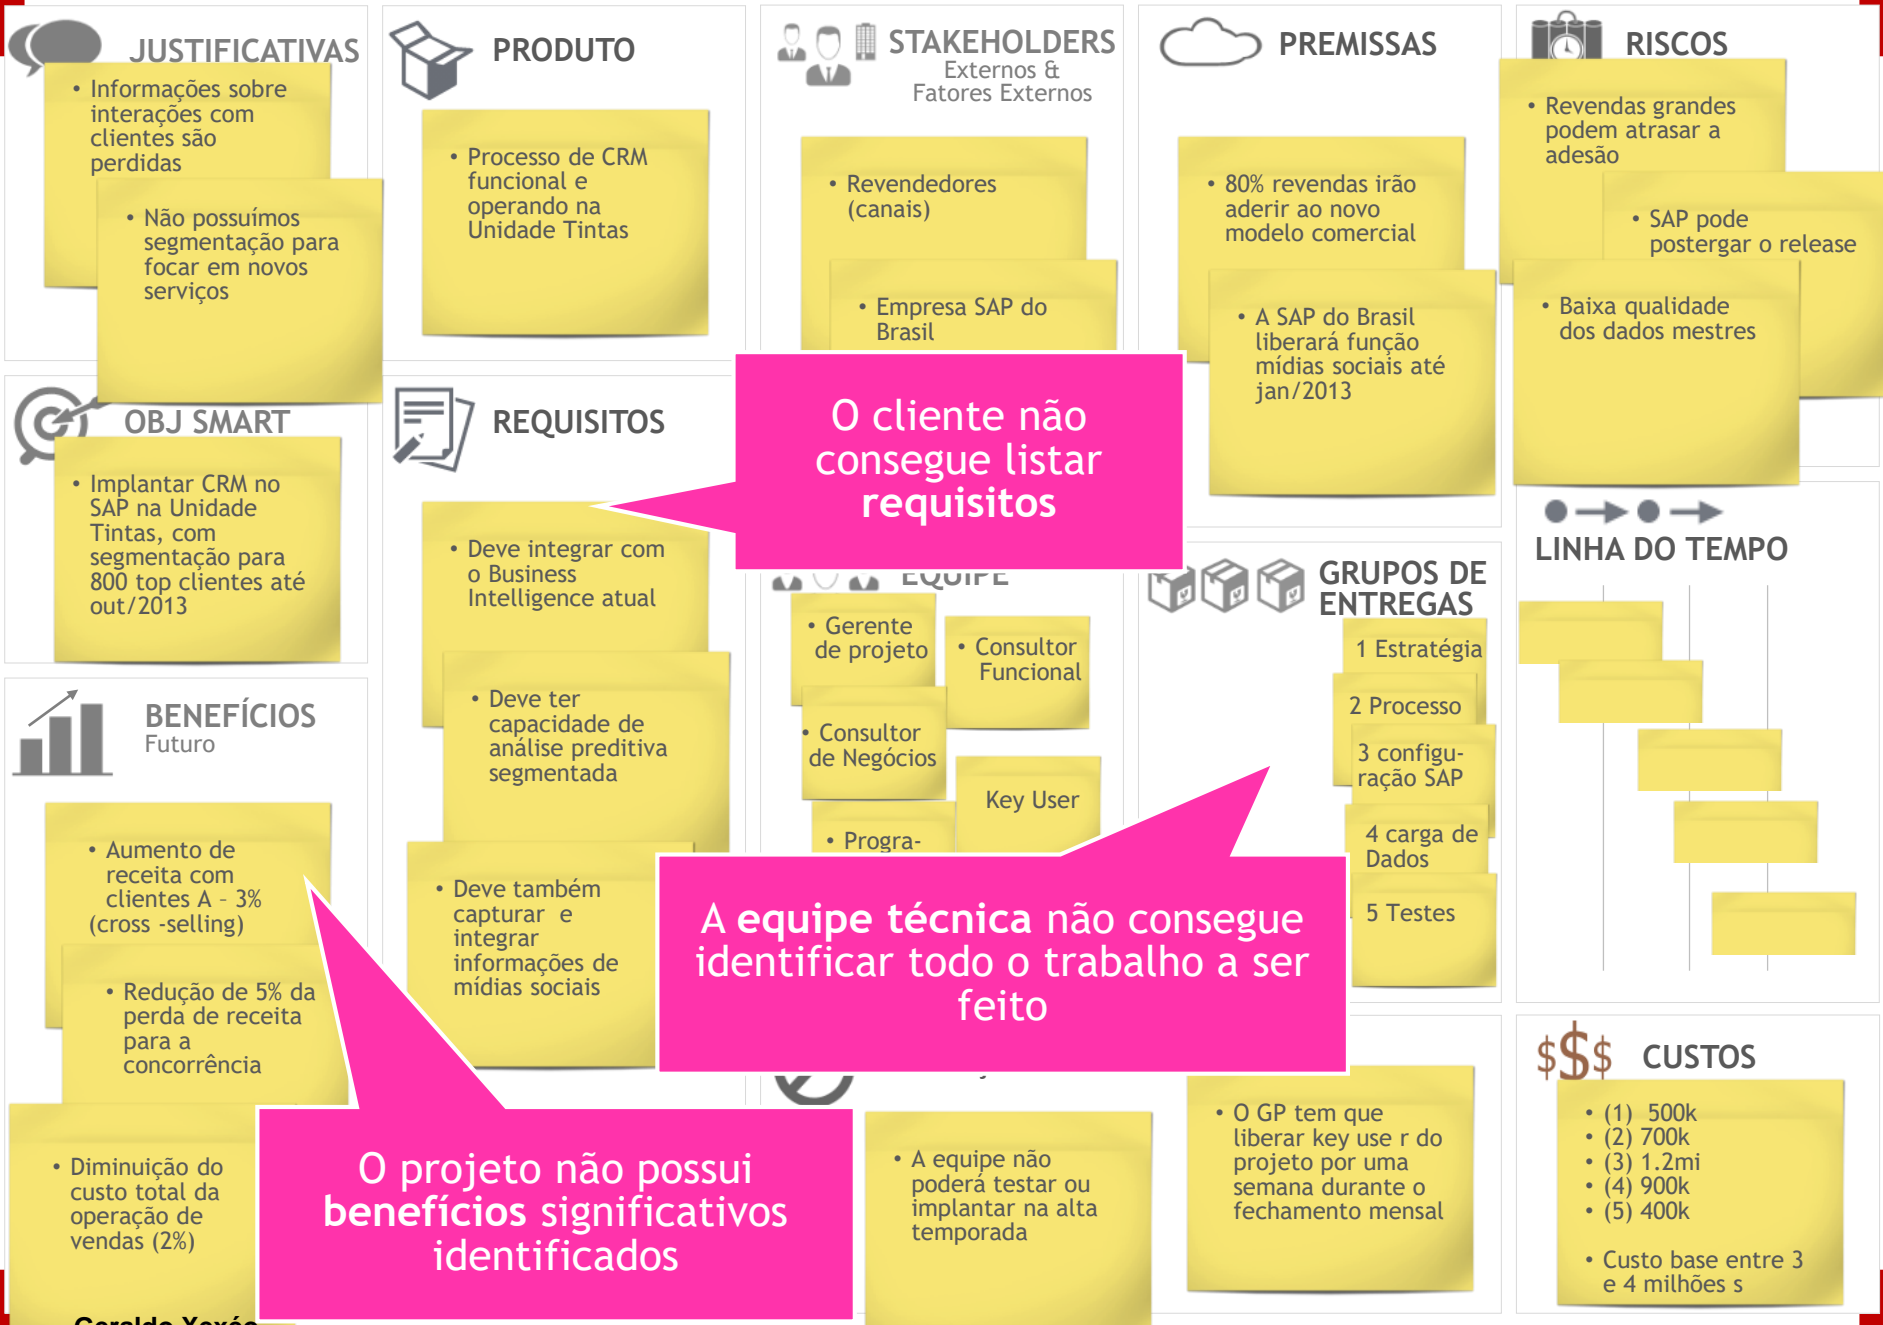 JUSTIFICATIVAS
• Informações sobre
interações com
clientes são
perdidas
• Não possuímos
segmentação para
focar em novos
serviços
PRODUTO
• Processo de CRM
funcional e
operando na
Unidade Tintas
STAKEHOLDERS
Externos &
Fatores Externos
• Revendedores
(canais)
• Empresa SAP do
Brasil
PREMISSAS
• 80% revendas irão
aderir ao novo
modelo comercial
• A SAP do Brasil
liberará função
mídias sociais até
jan/2013
RISCOS
• Revendas grandes
podem atrasar a
adesão
• SAP pode
postergar o release
• Baixa qualidade
dos dados mestres
OBJ SMART
• Implantar CRM no
SAP na Unidade
Tintas, com
segmentação para
800 top clientes até
out/2013
REQUISITOS
• Deve integrar com
o Business
Intelligence atual
• Deve ter
capacidade de
análise preditiva
segmentada
• Deve também
capturar e
integrar
informações de
mídias sociais
O cliente não
consegue listar
requisitos
EQUIPE
• Gerente
de projeto
• Consultor
Funcional
• Consultor
de Negócios
Key User
• Progra-
GRUPOS DE
ENTREGAS
1 Estratégia
2 Processo
3 configu-
ração SAP
4 carga de
Dados
5 Testes
LINHA DO TEMPO
BENEFÍCIOS
Futuro
• Aumento de
receita com
clientes A – 3%
(cross -selling)
• Redução de 5% da
perda de receita
para a
concorrência
• Diminuição do
custo total da
operação de
vendas (2%)
A equipe técnica não consegue
identificar todo o trabalho a ser
feito
O projeto não possui
benefícios significativos
identificados
• A equipe não
poderá testar ou
implantar na alta
temporada
• O GP tem que
liberar key use r do
projeto por uma
semana durante o
fechamento mensal
$$$ CUSTOS
• (1) 500k
• (2) 700k
• (3) 1.2mi
• (4) 900k
• (5) 400k
• Custo base entre 3
e 4 milhões s
Geraldo Xexéo